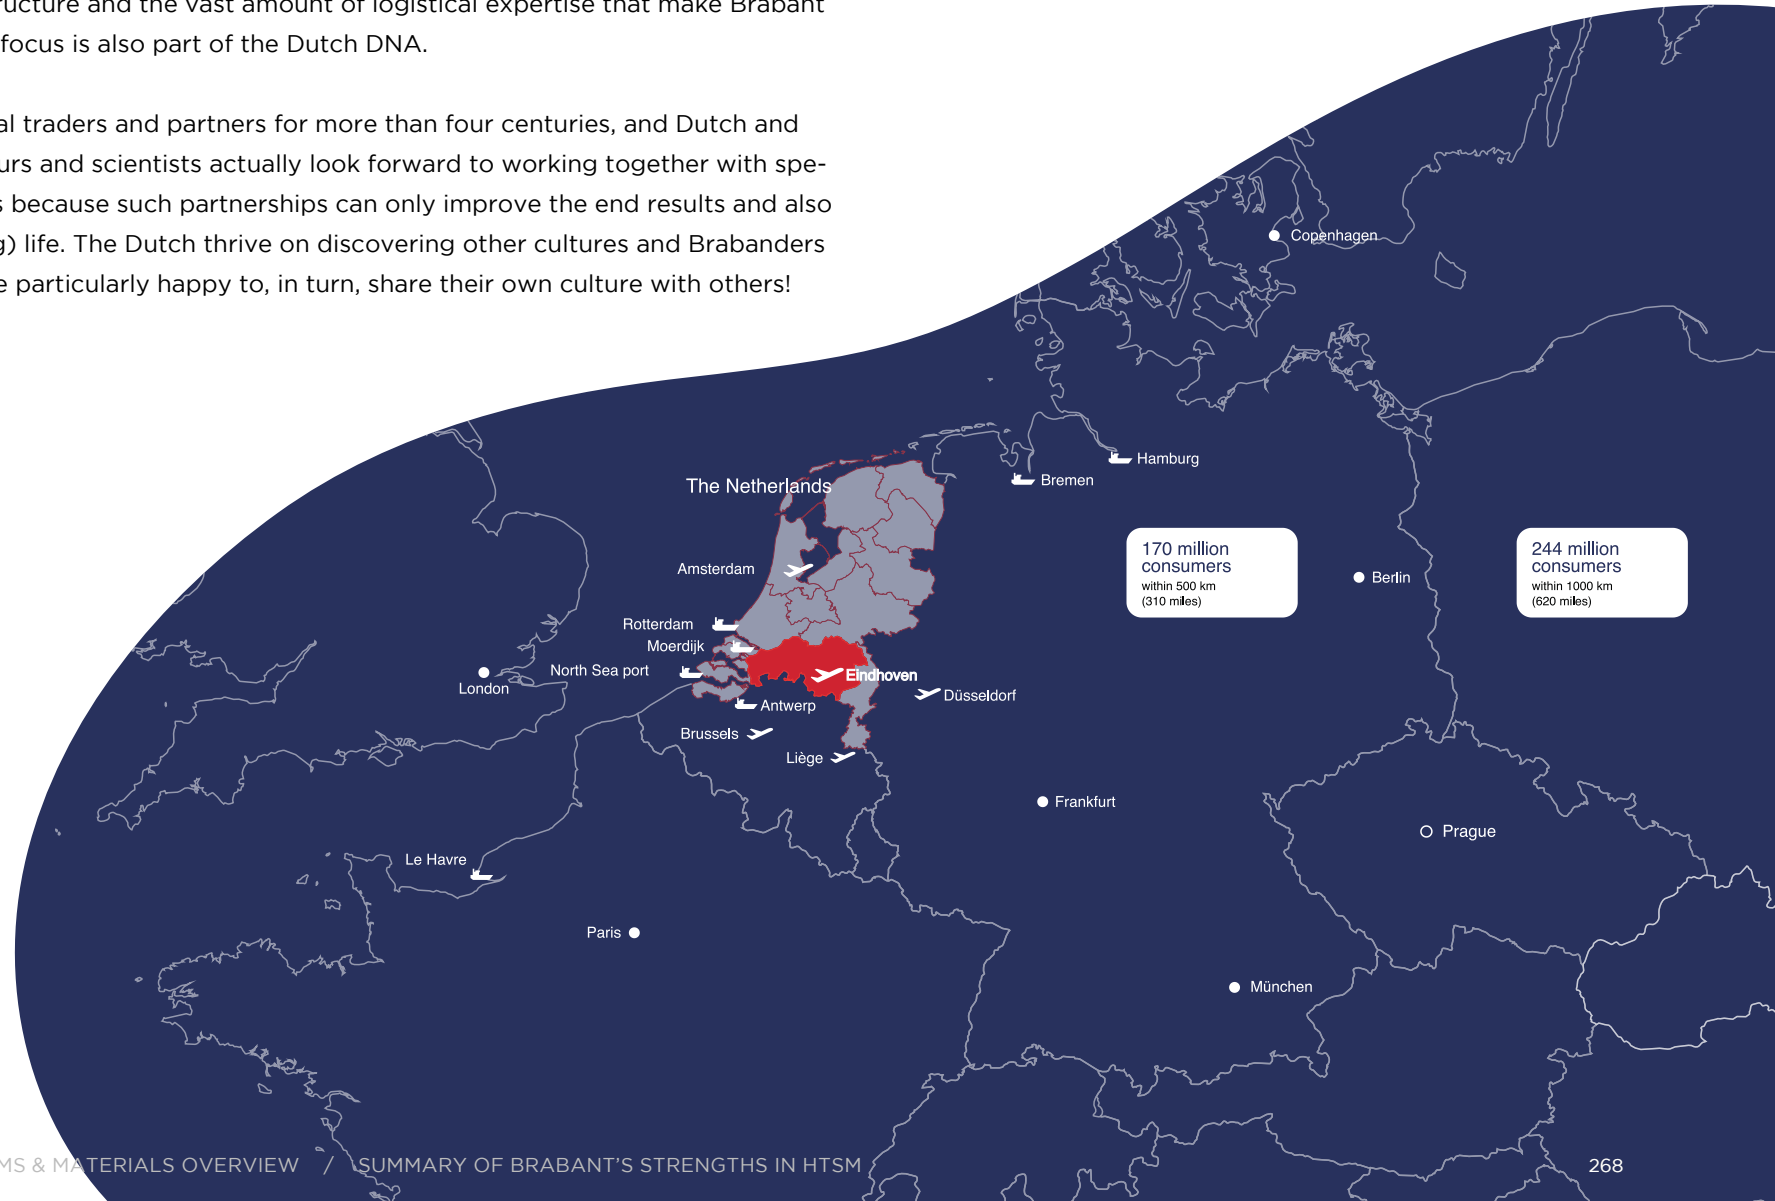 ructure and the vast amount of logistical expertise that make Brabant
focus is also part of the Dutch DNA.
al traders and partners for more than four centuries, and Dutch and
urs and scientists actually look forward to working together with spe-
s because such partnerships can only improve the end results and also
g) life. The Dutch thrive on discovering other cultures and Brabanders
e particularly happy to, in turn, share their own culture with others!
Copenhagen
Hamburg
Bremen
The Netherlands
170 million
consumers
within 500 km
(310 miles)
244 million
consumers
within 1000 km
(620 miles)
Amsterdam
Berlin
Rotterdam
Moerdijk
North Sea port
Eindhoven
London
Düsseldorf
Antwerp
Brussels
Liège
Frankfurt
Prague
Le Havre
Paris
München
MS & MATERIALS OVERVIEW / SUMMARY OF BRABANT'S STRENGTHS IN HTSM
268